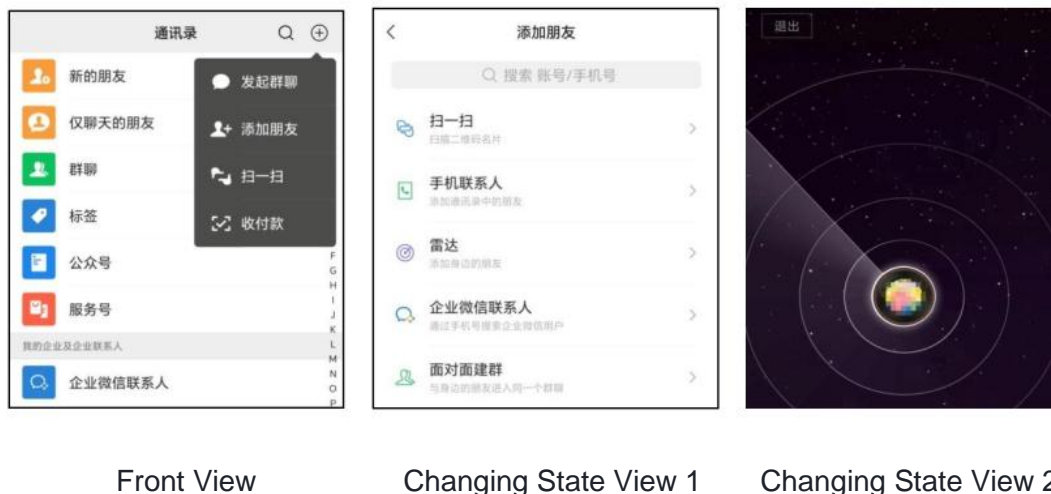 通讯录
新的朋友
仅聊天的朋友
群聊
标签
公众号
服务号
我的企业及企业联系人
企业微信联系人
发起群聊
添加朋友
扫一扫
收付款
F
G
H
I
J
K
L
M
N
O
P
添加朋友
搜索 账号/手机号
扫一扫
扫描二维码名片
手机联系人
添加通讯录中的朋友
雷达
添加身边的朋友
企业微信联系人
通过手机号搜索企业微信用户
面对面建群
与身边的朋友进入同一个群聊
退出
Front View
Changing State View 1
Changing State View 2